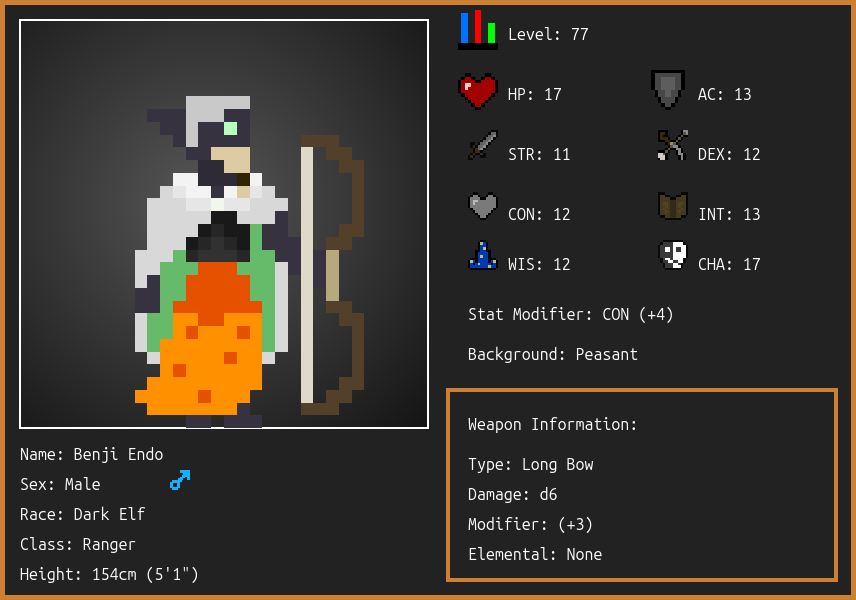 Level: 77
HP: 17
AC: 13
STR: 11
DEX: 12
CON: 12
INT: 13
WIS: 12
CHA: 17
Stat Modifier: CON (+4)
Background: Peasant
Weapon Information:
Type: Long Bow
Damage: d6
Modifier: (+3)
Elemental: None
Name: Benji Endo
Sex: Male
Race: Dark Elf
Class: Ranger
Height: 154cm (5'1")